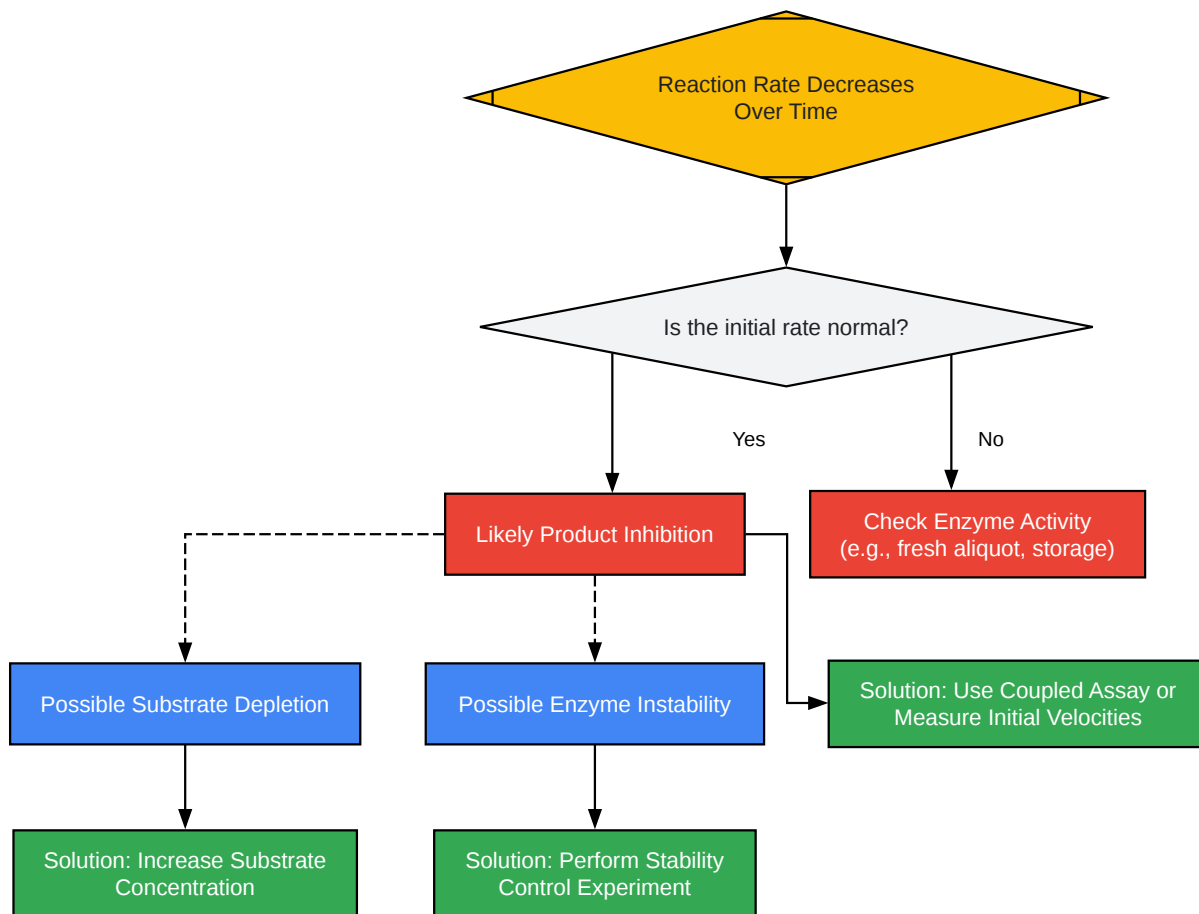 Reaction Rate Decreases
Over Time
Is the initial rate normal?
Yes
No
Likely Product Inhibition
Check Enzyme Activity
(e.g., fresh aliquot, storage)
Possible Substrate Depletion
Possible Enzyme Instability
Solution: Use Coupled Assay or
Measure Initial Velocities
Solution: Increase Substrate
Concentration
Solution: Perform Stability
Control Experiment